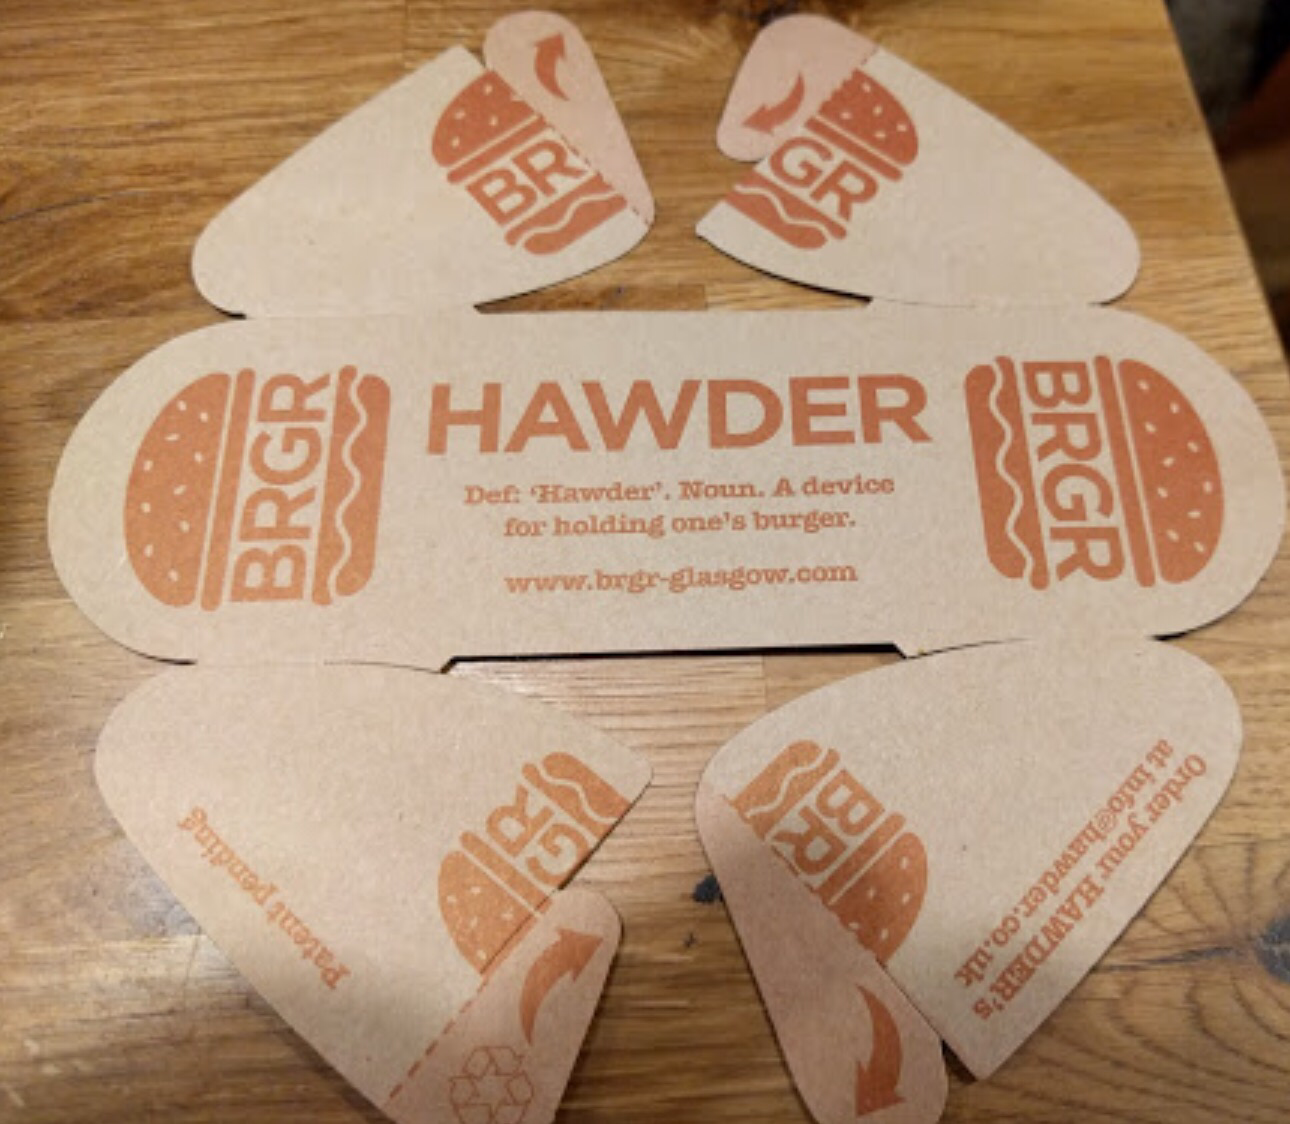 BR
GR
BRGR
HAWDER
Def: ‘Hawder’. Noun. A device
for holding one’s burger.
www.brgr-glasgow.com
BRGR
Patent pending
GR
BR
Order your HAWDER’s
at info@hawder.co.uk